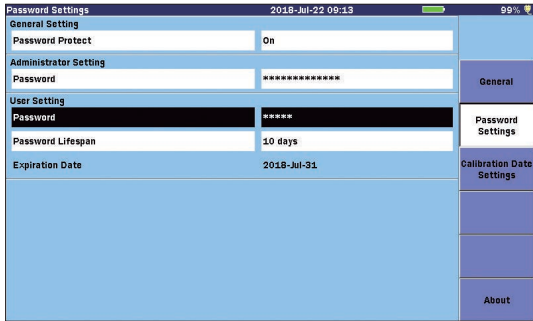 Password Settings 2018-Jul-22 09:13 99%
General Setting
Password Protect On
Administrator Setting
Password *************
User Setting
Password *****
Password Lifespan 10 days
Expiration Date 2018-Jul-31
General
Password
Settings
Calibration Date
Settings
About